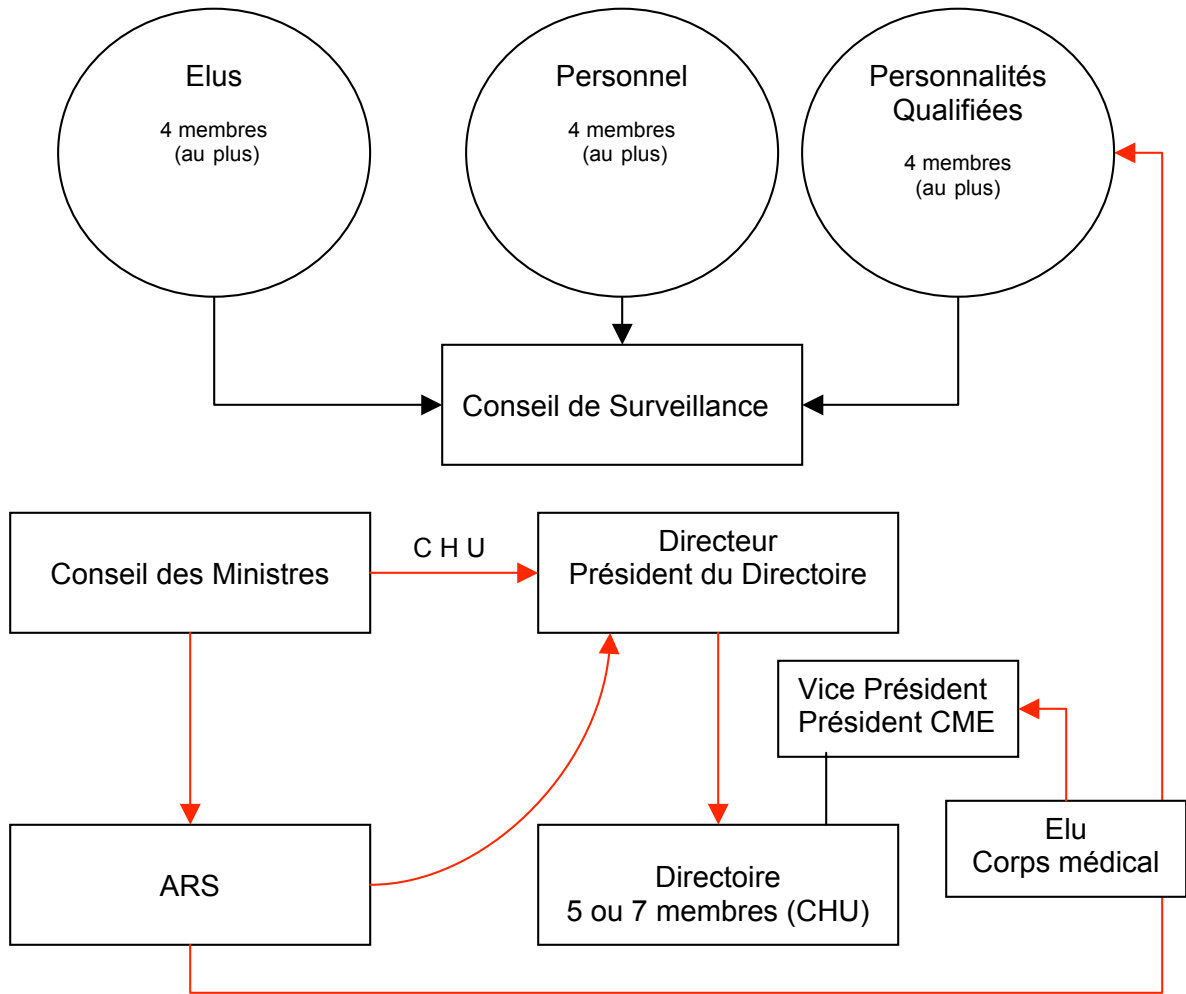 Elus
4 membres
(au plus)
Personnel
4 membres
(au plus)
Personnalités
Qualifiées
4 membres
(au plus)
Conseil de Surveillance
Conseil des Ministres
C H U
Directeur
Président du Directoire
Vice Président
Président CME
ARS
Directoire
5 ou 7 membres (CHU)
Elu
Corps médical